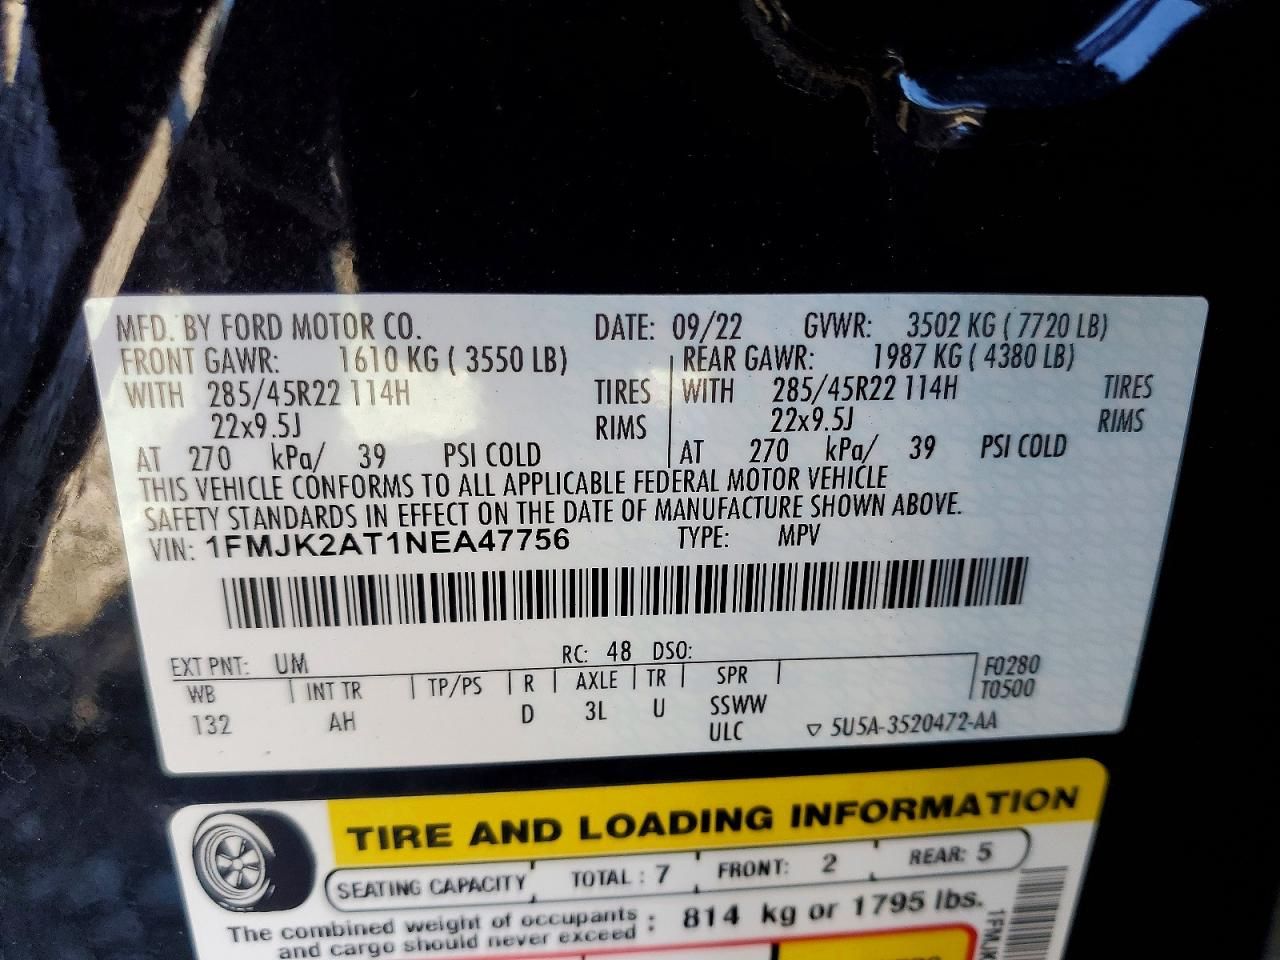 MFD. BY FORD MOTOR CO. DATE: 09/22 GVWR: 3502 KG ( 7720 LB)
FRONT GAWR: 1610 KG ( 3550 LB) REAR GAWR: 1987 KG ( 4380 LB)
WITH 285/45R22 114H TIRES WITH 285/45R22 114H TIRES
22x9.5J RIMS 22x9.5J RIMS
AT 270 kPa/ 39 PSI COLD AT 270 kPa/ 39 PSI COLD
THIS VEHICLE CONFORMS TO ALL APPLICABLE FEDERAL MOTOR VEHICLE
SAFETY STANDARDS IN EFFECT ON THE DATE OF MANUFACTURE SHOWN ABOVE.
VIN: 1FMJK2AT1NEA47756 TYPE: MPV
EXT PNT: UM RC: 48 DSO:
WB INT TR TP/PS R AXLE TR SPR F0280
T0500
132 AH D 3L U SSWW
ULC ▽ 5U5A-3520472-AA
TIRE AND LOADING INFORMATION
SEATING CAPACITY TOTAL : 7 FRONT: 2 REAR: 5
The combined weight of occupants
and cargo should never exceed : 814 kg or 1795 lbs.